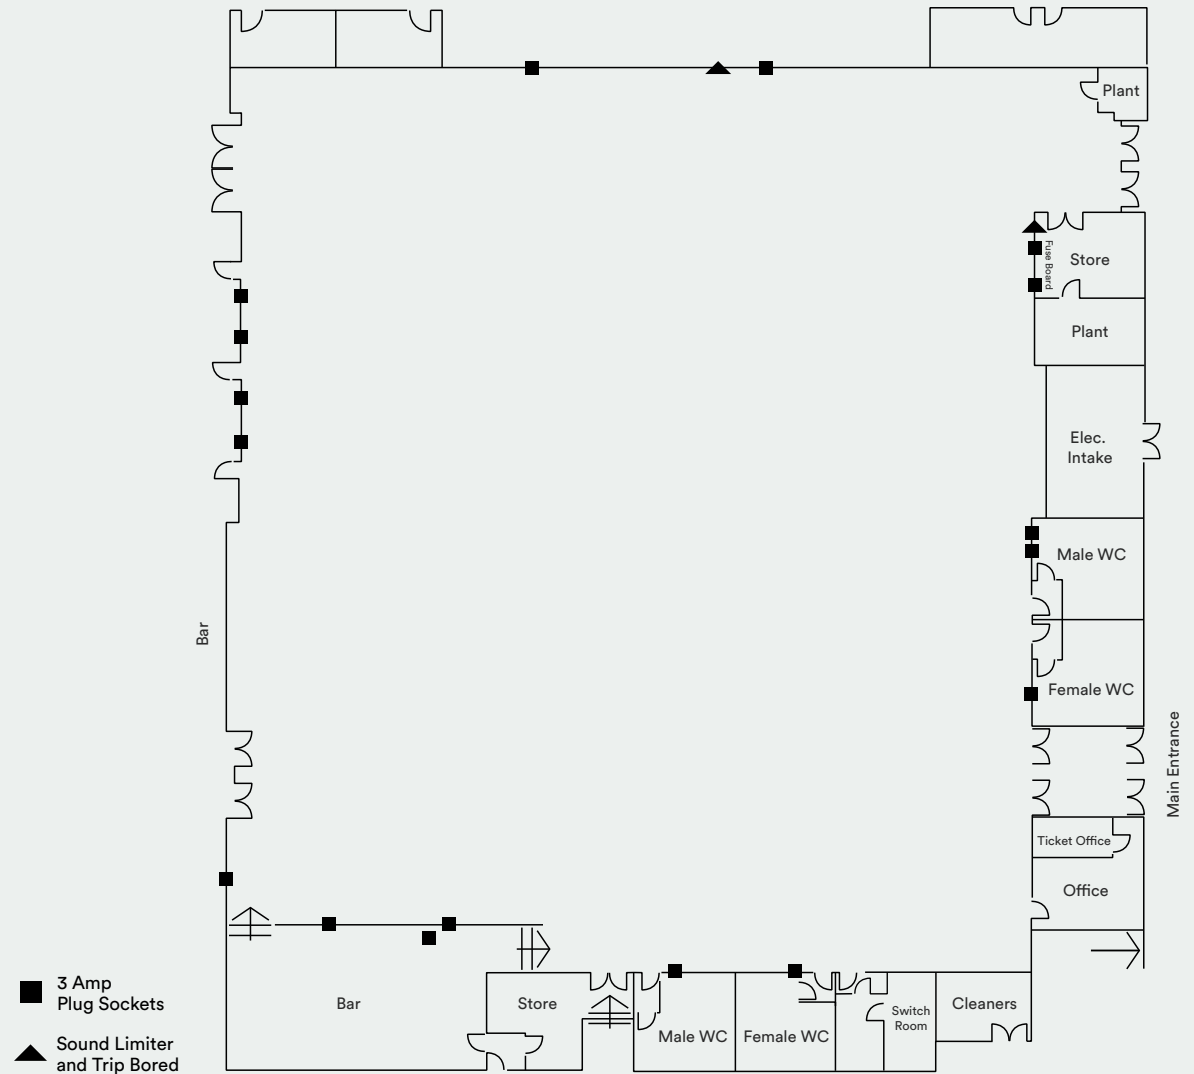 Plant
Fuse Board
Store
Plant
Elec.
Intake
Male WC
Bar
Female WC
Main Entrance
Ticket Office
Office
3 Amp
Plug Sockets
Bar
Store
Switch
Room
Cleaners
Male WC
Female WC
Sound Limiter
and Trip Bored